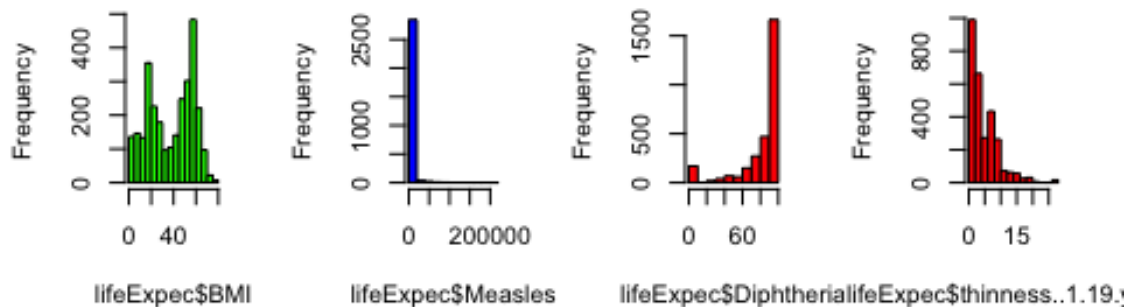 Frequency
0 200 400
0 40
lifeExpec$BMI
Frequency
0 1000 2500
0 200000
lifeExpec$Measles
Frequency
0 500 1500
0 60
lifeExpec$Diphtheria
Frequency
0 400 800
0 15
lifeExpec$thinness..1.19.y